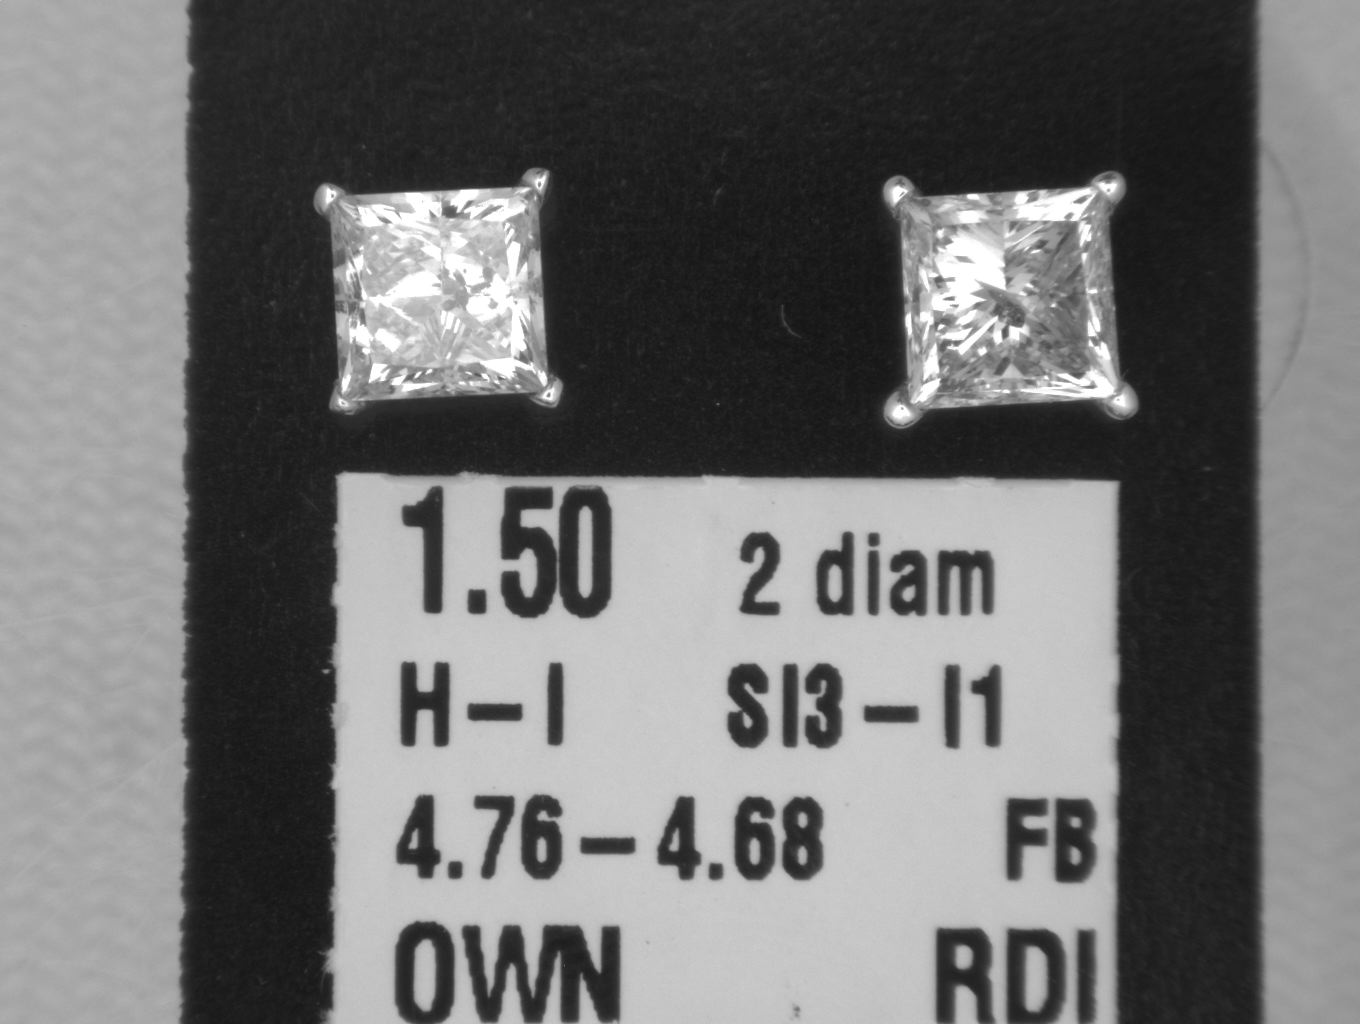 1.50 2 diam
H-I SI3-I1
4.76-4.68 FB
OWN RDI